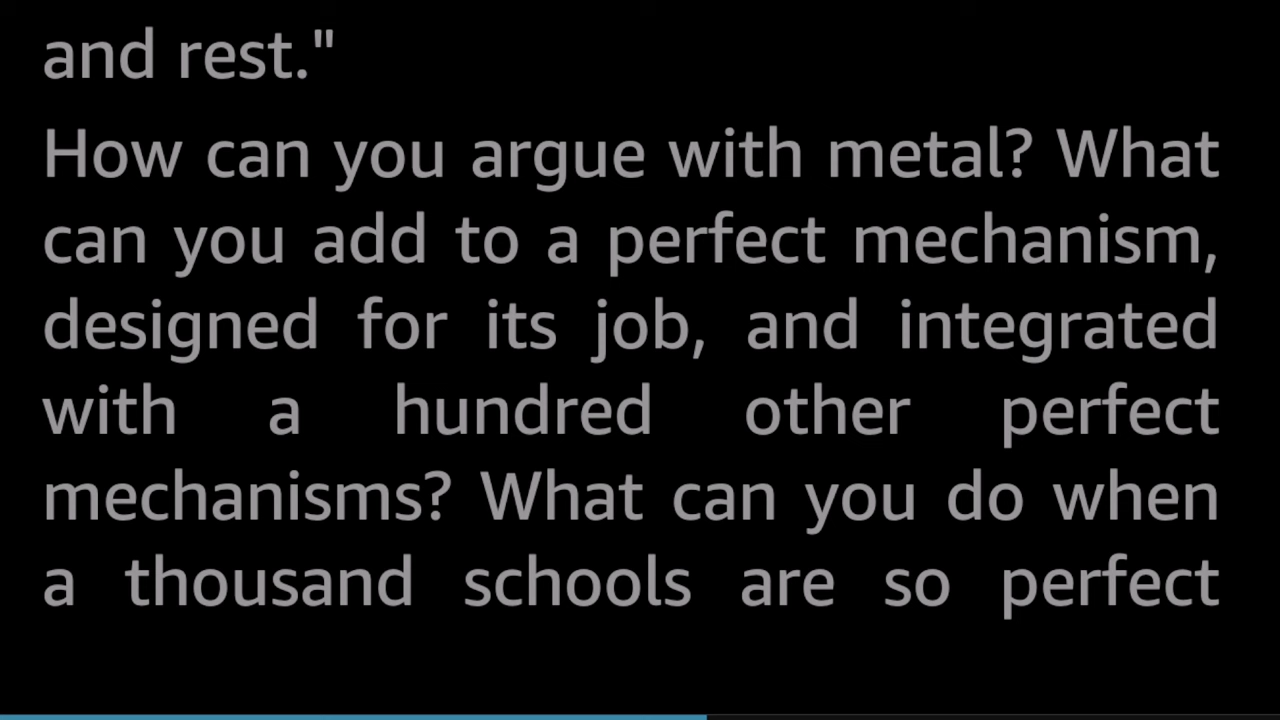 and rest."
How can you argue with metal? What
can you add to a perfect mechanism,
designed for its job, and integrated
with a hundred other perfect
mechanisms? What can you do when
a thousand schools are so perfect